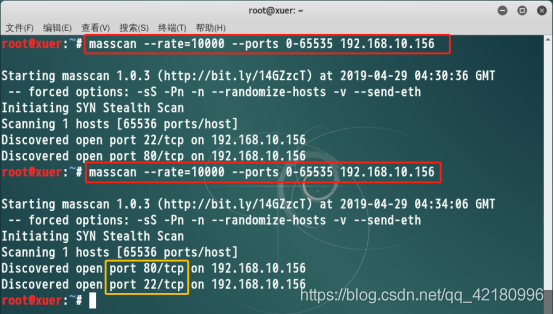 root@xuer: ~
文件(F) 编辑(E) 查看(V) 搜索(S) 终端(T) 帮助(H)
root@xuer:~# masscan --rate=10000 --ports 0-65535 192.168.10.156
Starting masscan 1.0.3 (http://bit.ly/14GZzcT) at 2019-04-29 04:30:36 GMT
-- forced options: -sS -Pn -n --randomize-hosts -v --send-eth
Initiating SYN Stealth Scan
Scanning 1 hosts [65536 ports/host]
Discovered open port 22/tcp on 192.168.10.156
Discovered open port 80/tcp on 192.168.10.156
root@xuer:~# masscan --rate=10000 --ports 0-65535 192.168.10.156
Starting masscan 1.0.3 (http://bit.ly/14GZzcT) at 2019-04-29 04:34:06 GMT
-- forced options: -sS -Pn -n --randomize-hosts -v --send-eth
Initiating SYN Stealth Scan
Scanning 1 hosts [65536 ports/host]
Discovered open port 80/tcp on 192.168.10.156
Discovered open port 22/tcp on 192.168.10.156
root@xuer:~#
https://blog.csdn.net/qq_42180996